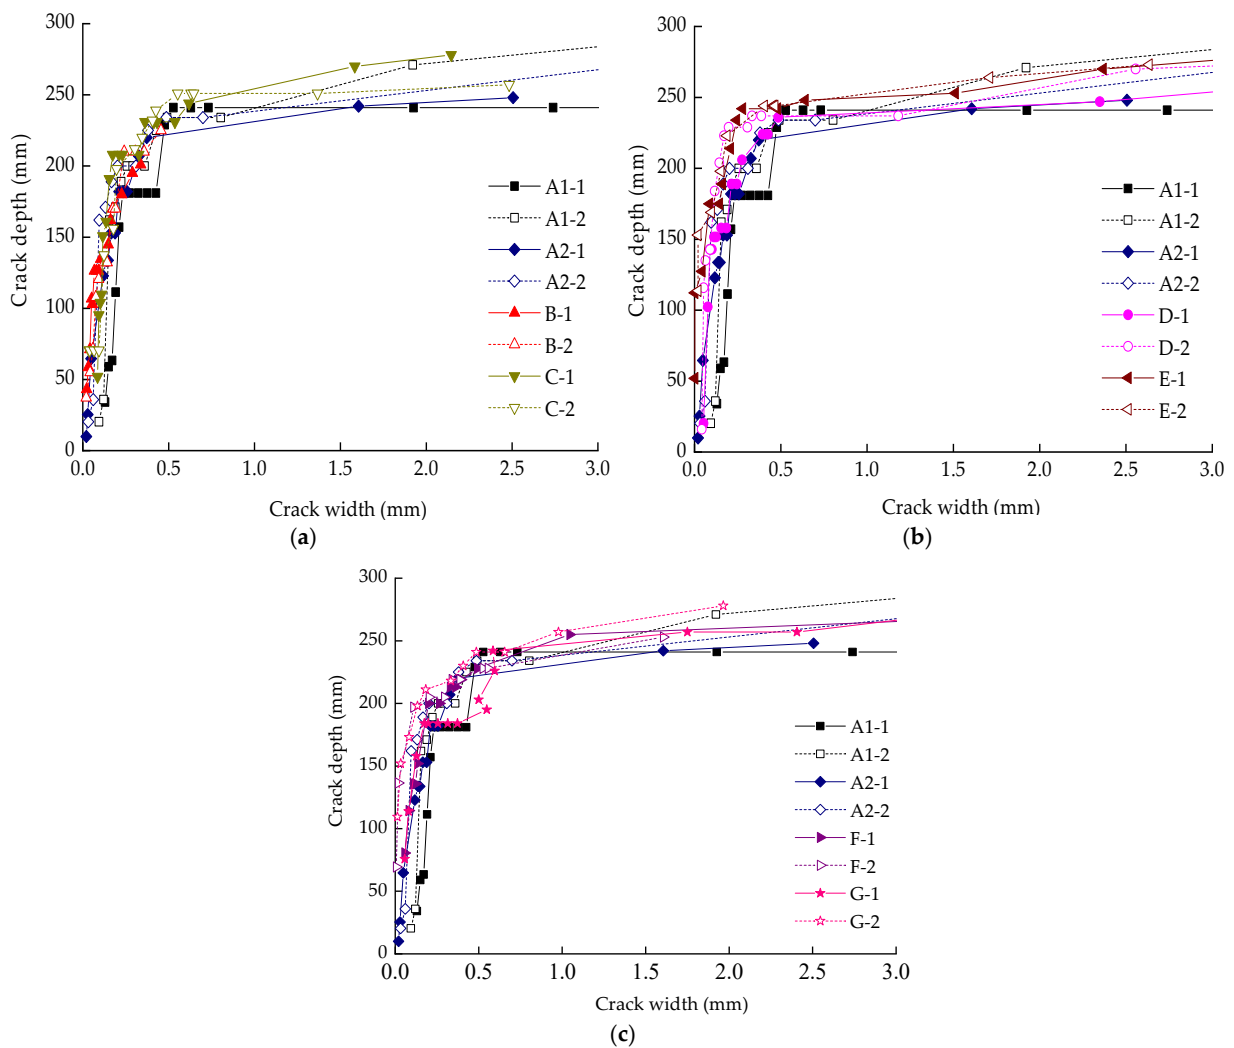 300
250
200
150
100
50
0
Crack depth (mm)
0.0 0.5 1.0 1.5 2.0 2.5 3.0
Crack width (mm)
A1-1
A1-2
A2-1
A2-2
B-1
B-2
C-1
C-2
(a)
300
250
200
150
100
50
0
Crack depth (mm)
0.0 0.5 1.0 1.5 2.0 2.5 3.0
Crack width (mm)
A1-1
A1-2
A2-1
A2-2
D-1
D-2
E-1
E-2
(b)
300
250
200
150
100
50
0
Crack depth (mm)
0.0 0.5 1.0 1.5 2.0 2.5 3.0
Crack width (mm)
A1-1
A1-2
A2-1
A2-2
F-1
F-2
G-1
G-2
(c)